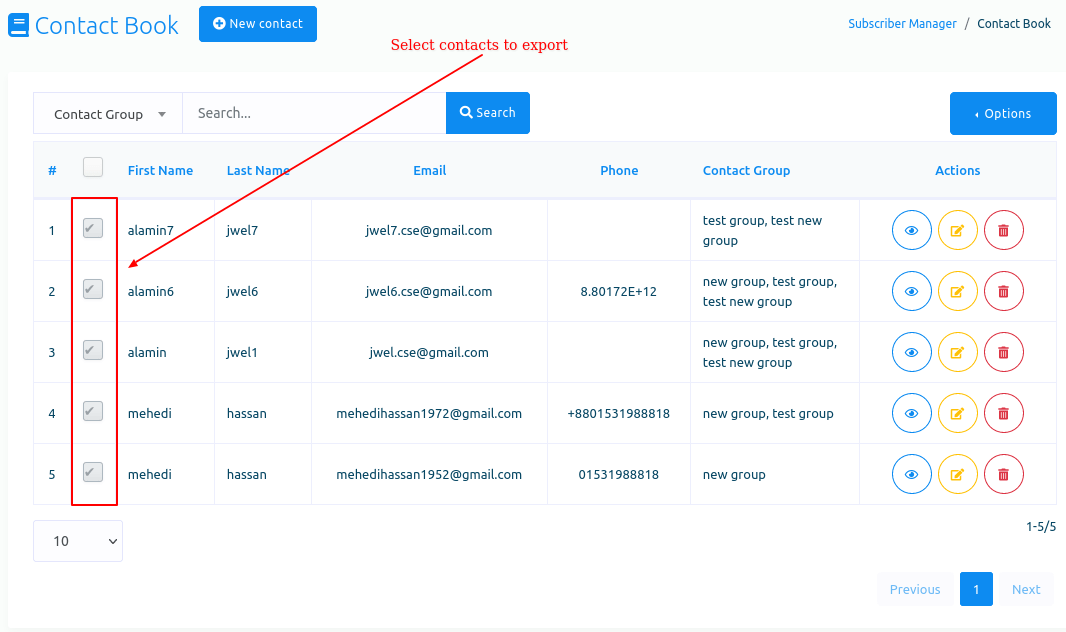 Contact Book
New contact
Subscriber Manager / Contact Book
Select contacts to export
Contact Group
Search...
Search
Options
# First Name Last Name Email Phone Contact Group Actions
1 alamin7 jwel7 jwel7.cse@gmail.com test group, test new
group
2 alamin6 jwel6 jwel6.cse@gmail.com 8.80172E+12 new group, test group,
test new group
3 alamin jwel1 jwel.cse@gmail.com new group, test group,
test new group
4 mehedi hassan mehedihassan1972@gmail.com +8801531988818 new group, test group
5 mehedi hassan mehedihassan1952@gmail.com 01531988818 new group
10
1-5/5
Previous 1 Next